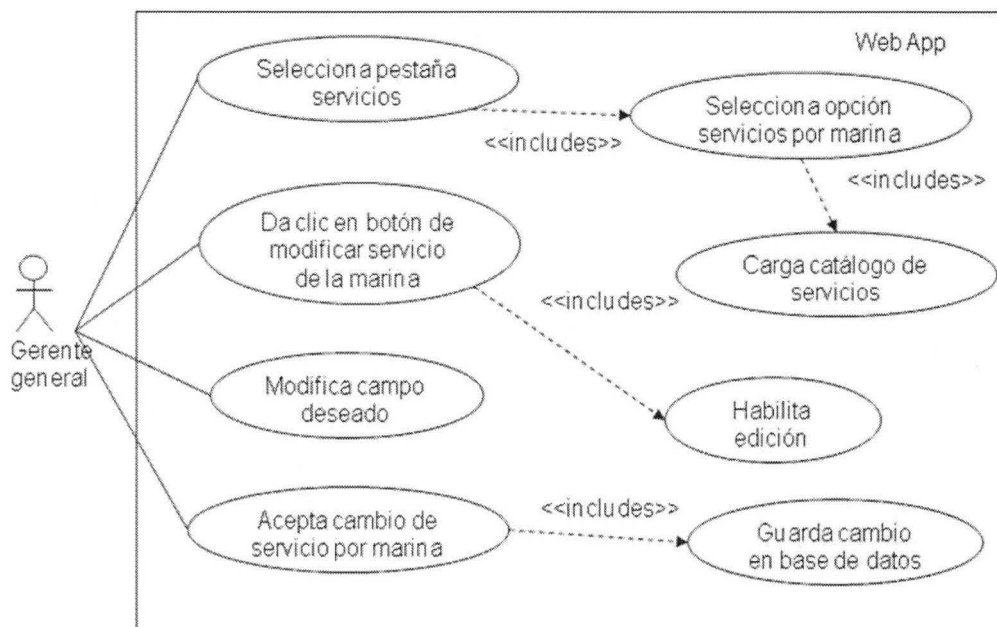 Web App
Selecciona pestaña
servicios
Selecciona opción
servicios por marina
<<includes>>
<<includes>>
Da clic en botón de
modificar servicio
de la marina
Carga catálogo de
servicios
<<includes>>
Gerente
general
Modifica campo
deseado
Habilita
edición
Acepta cambio de
servicio por marina
<<includes>>
Guarda cambio
en base de datos